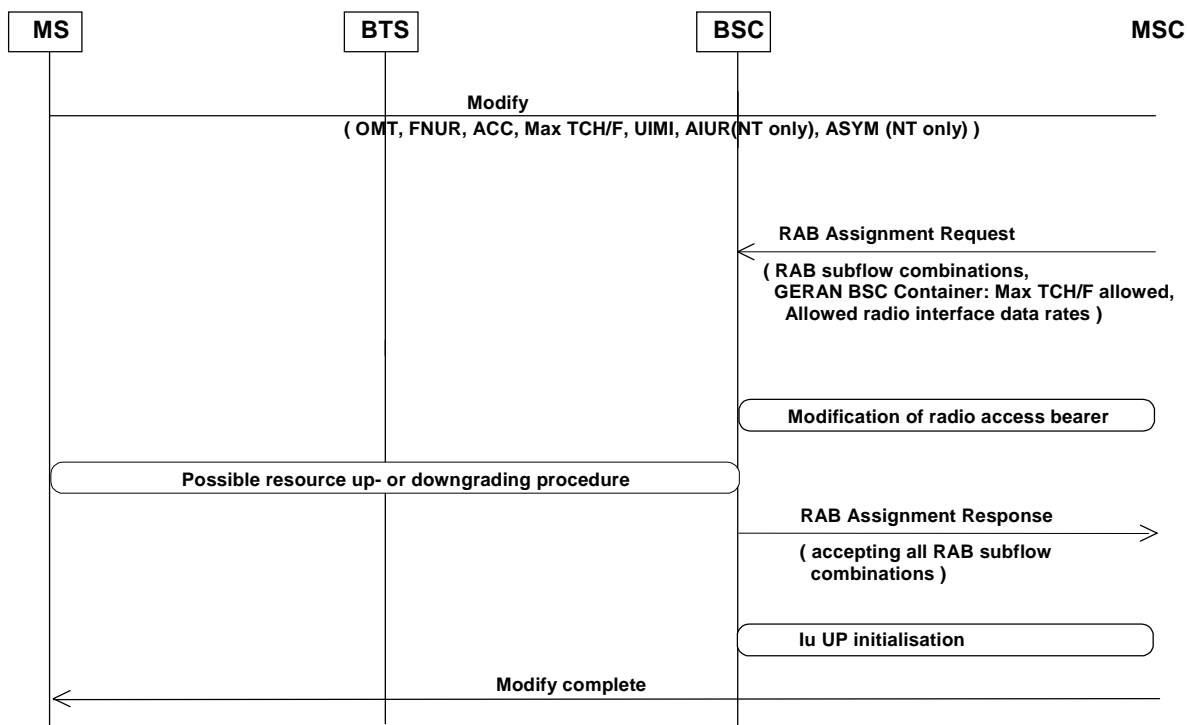 MS
BTS
BSC
MSC
Modify
( OMT, FNUR, ACC, Max TCH/F, UIMI, AIUR(NT only), ASYM (NT only) )
RAB Assignment Request
( RAB subflow combinations,
GERAN BSC Container: Max TCH/F allowed,
Allowed radio interface data rates )
Modification of radio access bearer
Possible resource up- or downgrading procedure
RAB Assignment Response
( accepting all RAB subflow
combinations )
Iu UP initialisation
Modify complete